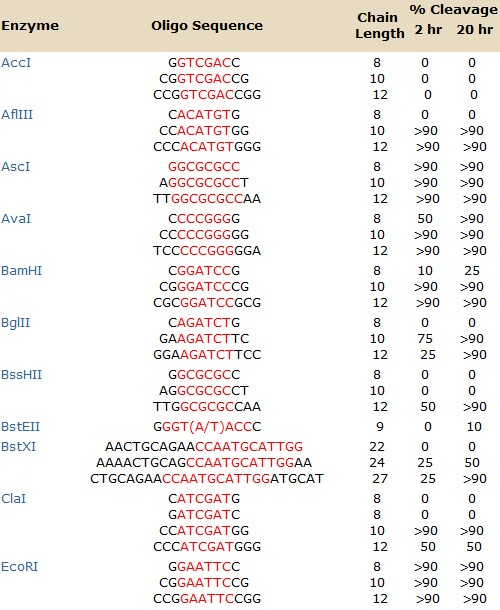 Enzyme Oligo Sequence Chain Length % Cleavage 2 hr 20 hr
AccI GGTCGACC 8 0 0
CGGTCGACCG 10 0 0
CCGGTCGACCGG 12 0 0
AflIII CACATGTG 8 0 0
CCACATGTGG 10 >90 >90
CCCACATGTGGG 12 >90 >90
AscI GGCGCGCC 8 >90 >90
AGGCGCGCCT 10 >90 >90
TTGGCGCGCCAA 12 >90 >90
AvaI CCCCGGGG 8 50 >90
CCCCCGGGGG 10 >90 >90
TCCCCCGGGGGA 12 >90 >90
BamHI CGGATCCG 8 10 25
CGGGATCCCG 10 >90 >90
CGCGGATCCGCG 12 >90 >90
BglII CAGATCTG 8 0 0
GAAGATCTTC 10 75 >90
GGAAGATCTTCC 12 25 >90
BssHII GGCGCGCC 8 0 0
AGGCGCGCCT 10 0 0
TTGGCGCGCCAA 12 50 >90
BstEII GGGT(A/T)ACCC 9 0 10
BstXI AACTGCAGAACCAATGCATTGG 22 0 0
AAAACTGCAGCCAATGCATTGGAA 24 25 50
CTGCAGAACCAATGCATTGGATGCAT 27 25 >90
ClaI CATCGATG 8 0 0
GATCGATC 8 0 0
CCATCGATGG 10 >90 >90
CCCATCGATGGG 12 50 50
EcoRI GGAATTCC 8 >90 >90
CGGAATTCCG 10 >90 >90
CCGGAATTCCGG 12 >90 >90